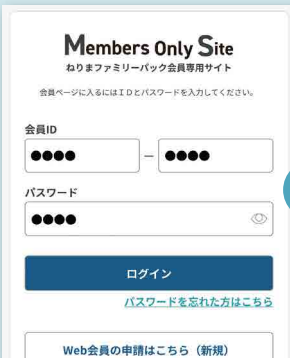 Members Only Site
ねりまファミリーパック会員専用サイト
会員ページに入るにはＩＤとパスワードを入力してください。
会員ID
●●●● － ●●●●
パスワード
●●●●
ログイン
パスワードを忘れた方はこちら
Web会員の申請はこちら（新規）